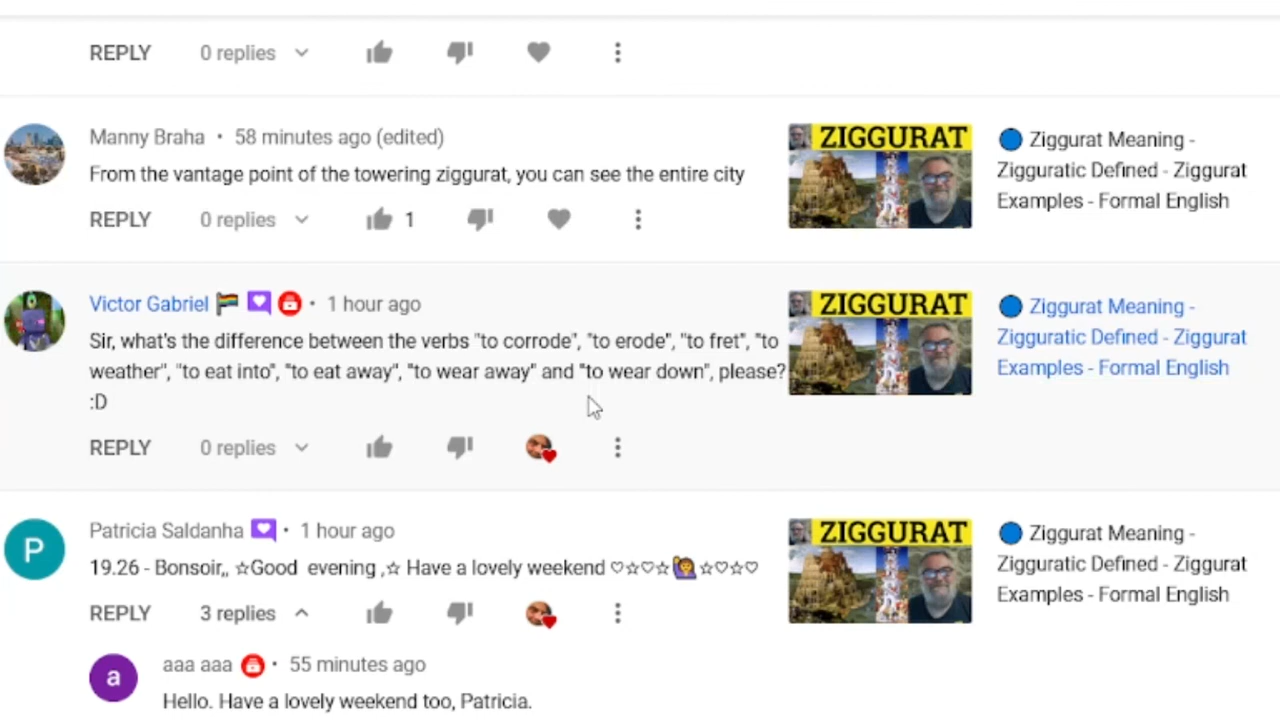 REPLY 0 replies
Manny Braha • 58 minutes ago (edited)
From the vantage point of the towering ziggurat, you can see the entire city
REPLY 0 replies 1
ZIGGURAT
🔵 Ziggurat Meaning -
Zigguratic Defined - Ziggurat
Examples - Formal English
Victor Gabriel 🏳️‍🌈 • 1 hour ago
Sir, what's the difference between the verbs "to corrode", "to erode", "to fret", "to
weather", "to eat into", "to eat away", "to wear away" and "to wear down", please?
:D
REPLY 0 replies
ZIGGURAT
🔵 Ziggurat Meaning -
Zigguratic Defined - Ziggurat
Examples - Formal English
P
Patricia Saldanha • 1 hour ago
19.26 - Bonsoir,, ☆Good evening ,☆ Have a lovely weekend ♡☆♡☆🙋☆♡☆♡
REPLY 3 replies
ZIGGURAT
🔵 Ziggurat Meaning -
Zigguratic Defined - Ziggurat
Examples - Formal English
a
aaa aaa • 55 minutes ago
Hello. Have a lovely weekend too, Patricia.